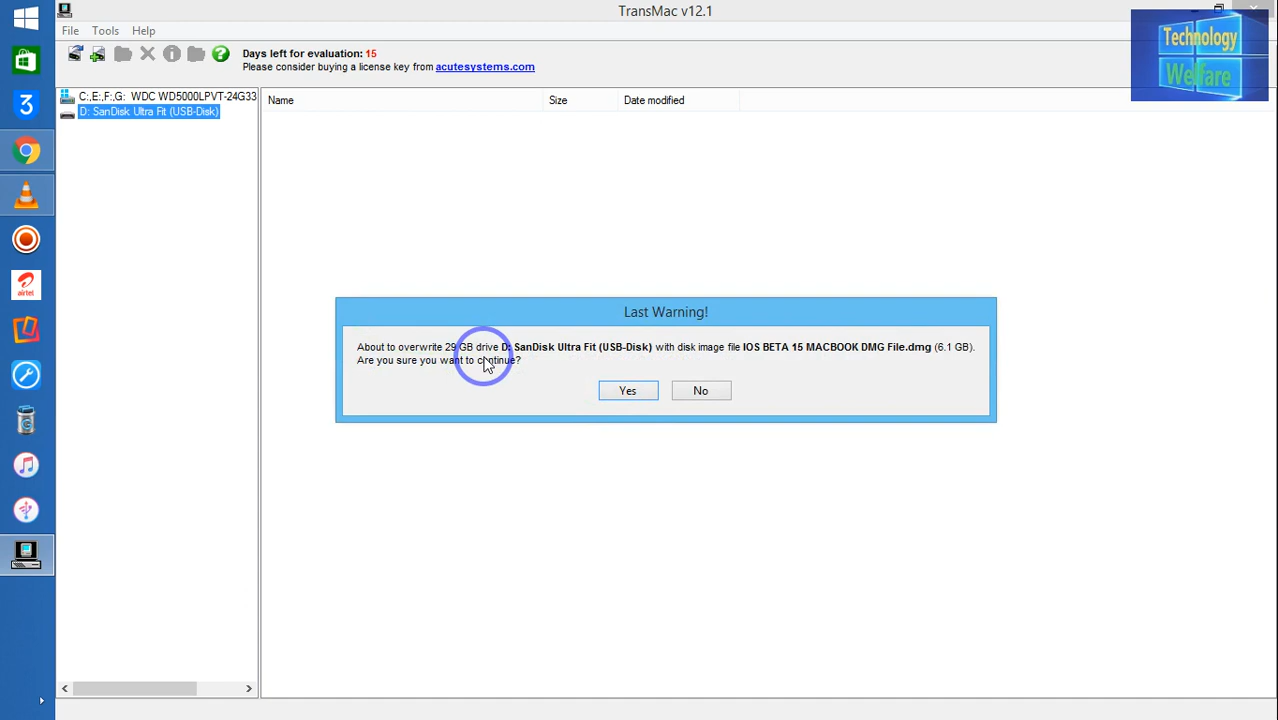 TransMac v12.1
File Tools Help
Days left for evaluation: 15
Please consider buying a license key from acutesystems.com
Technology
Welfare
C:,E:,F:,G: WDC WD5000LPVT-24G33
D: SanDisk Ultra Fit (USB-Disk)
Name Size Date modified
Last Warning!
About to overwrite 29 GB drive D: SanDisk Ultra Fit (USB-Disk) with disk image file IOS BETA 15 MACBOOK DMG File.dmg (6.1 GB).
Are you sure you want to continue?
Yes No
3
airtel